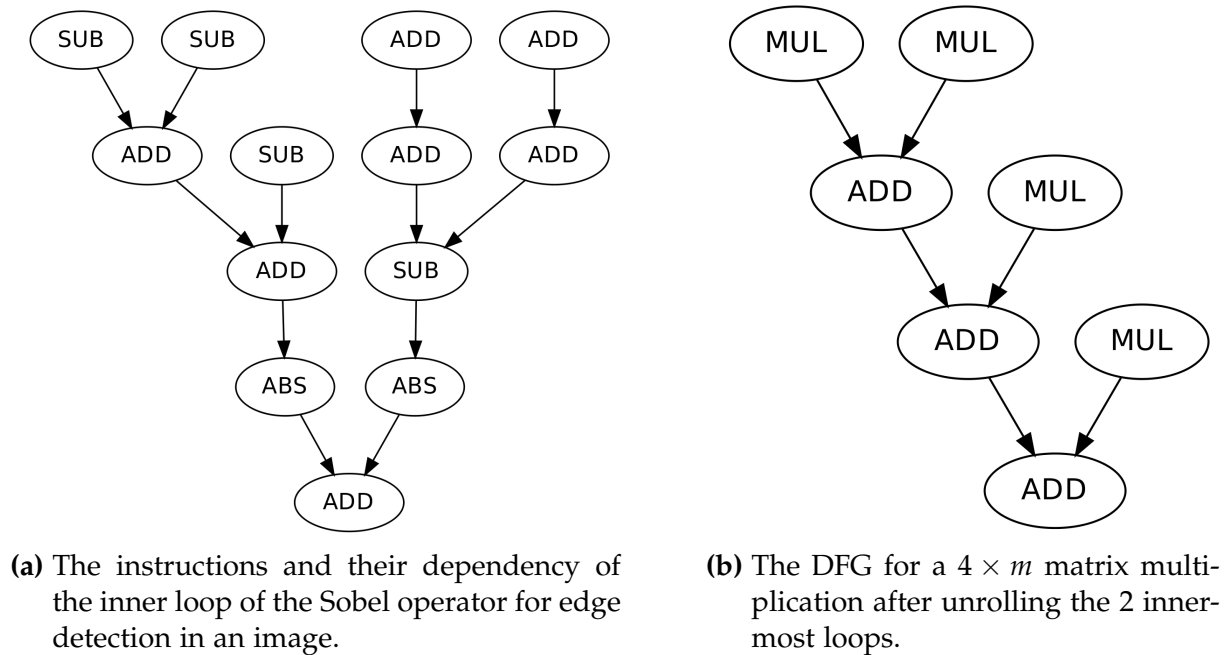 SUB SUB ADD ADD
ADD SUB ADD ADD
ADD SUB
ABS ABS
ADD
(a) The instructions and their dependency of
the inner loop of the Sobel operator for edge
detection in an image.
MUL MUL
ADD MUL
ADD MUL
ADD
(b) The DFG for a 4 × m matrix multi-
plication after unrolling the 2 inner-
most loops.